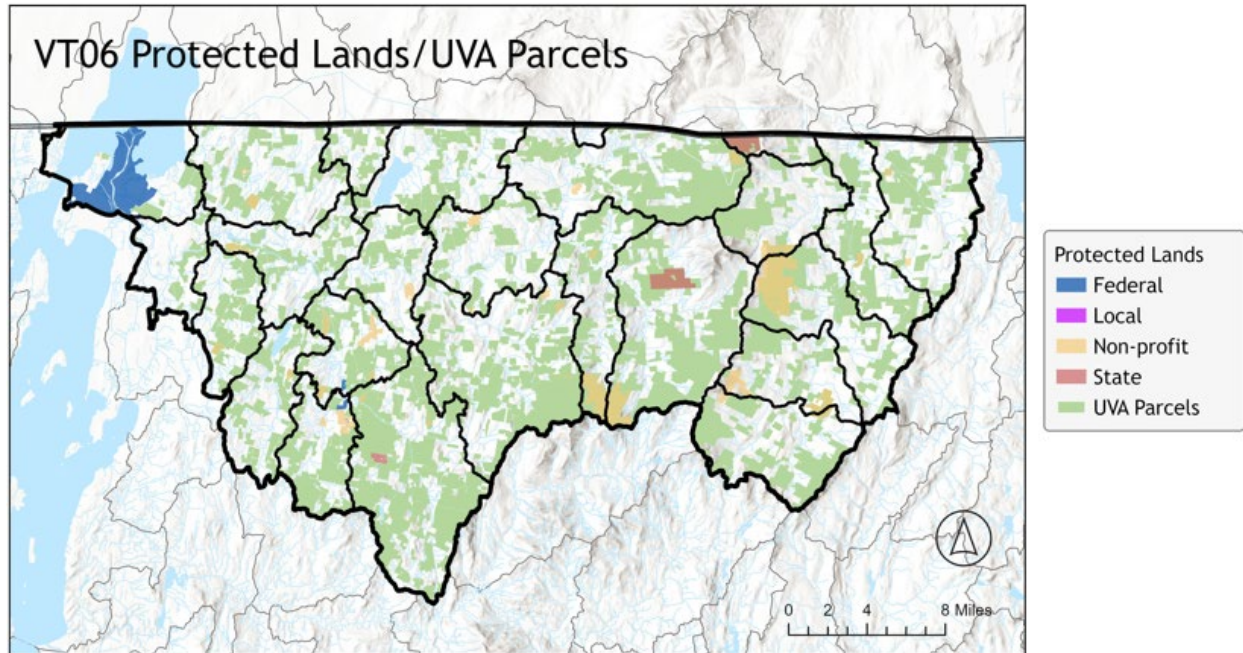 VT06 Protected Lands/UVA Parcels
Protected Lands
Federal
Local
Non-profit
State
UVA Parcels
0 2 4 8 Miles